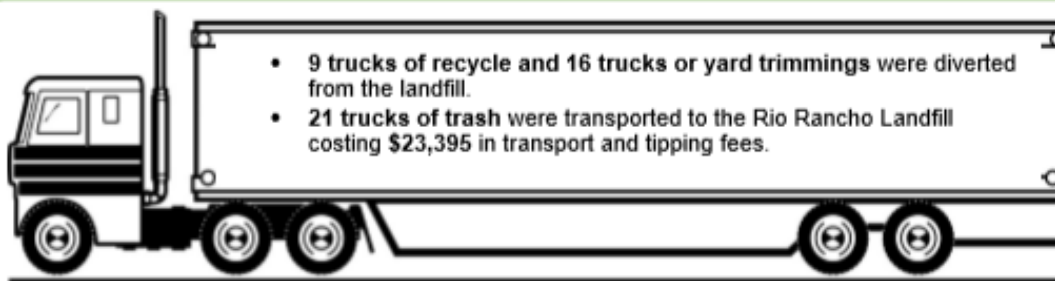 • 9 trucks of recycle and 16 trucks or yard trimmings were diverted
from the landfill.
• 21 trucks of trash were transported to the Rio Rancho Landfill
costing $23,395 in transport and tipping fees.